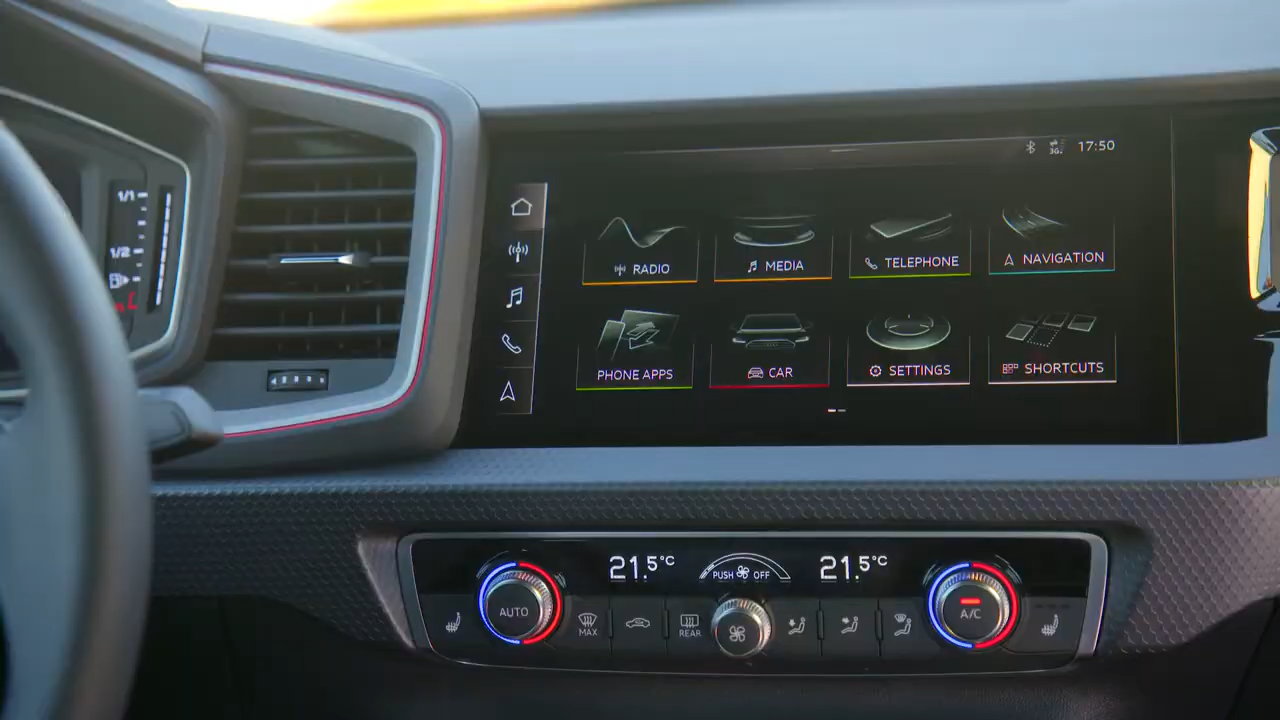 17:50
3G
1/1
1/2
RADIO
MEDIA
TELEPHONE
NAVIGATION
PHONE APPS
CAR
SETTINGS
SHORTCUTS
21.5°C
PUSH OFF
21.5°C
AUTO
MAX
REAR
A/C